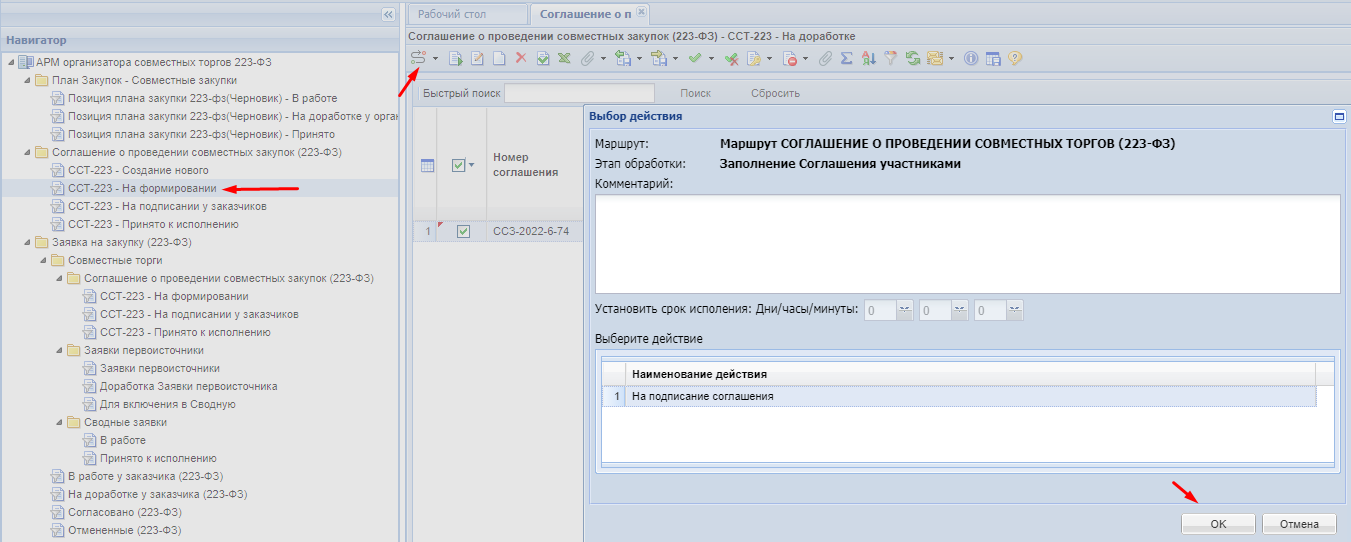 Навигатор
АРМ организатора совместных торгов 223-ФЗ
План Закупок - Совместные закупки
Позиция плана закупки 223-фз(Черновик) - В работе
Позиция плана закупки 223-фз(Черновик) - На доработке у орга
Позиция плана закупки 223-фз(Черновик) - Принято
Соглашение о проведении совместных закупок (223-ФЗ)
ССТ-223 - Создание нового
ССТ-223 - На формировании
ССТ-223 - На подписании у заказчиков
ССТ-223 - Принято к исполнению
Заявка на закупку (223-ФЗ)
Совместные торги
Соглашение о проведении совместных закупок (223-ФЗ)
ССТ-223 - На формировании
ССТ-223 - На подписании у заказчиков
ССТ-223 - Принято к исполнению
Заявки первоисточники
Заявки первоисточники
Доработка Заявки первоисточника
Для включения в Сводную
Сводные заявки
В работе
Принято к исполнению
В работе у заказчика (223-ФЗ)
На доработке у заказчика (223-ФЗ)
Согласовано (223-ФЗ)
Отмененные (223-ФЗ)
Рабочий стол Соглашение о п
Соглашение о проведении совместных закупок (223-ФЗ) - ССТ-223 - На доработке
Быстрый поиск Поиск Сбросить
Номер
соглашения
1 ССЗ-2022-6-74
Выбор действия
Маршрут: Маршрут СОГЛАШЕНИЕ О ПРОВЕДЕНИИ СОВМЕСТНЫХ ТОРГОВ (223-ФЗ)
Этап обработки: Заполнение Соглашения участниками
Комментарий:
Установить срок исполения: Дни/часы/минуты: 0 0 0
Выберите действие
Наименование действия
1 На подписание соглашения
OK Отмена